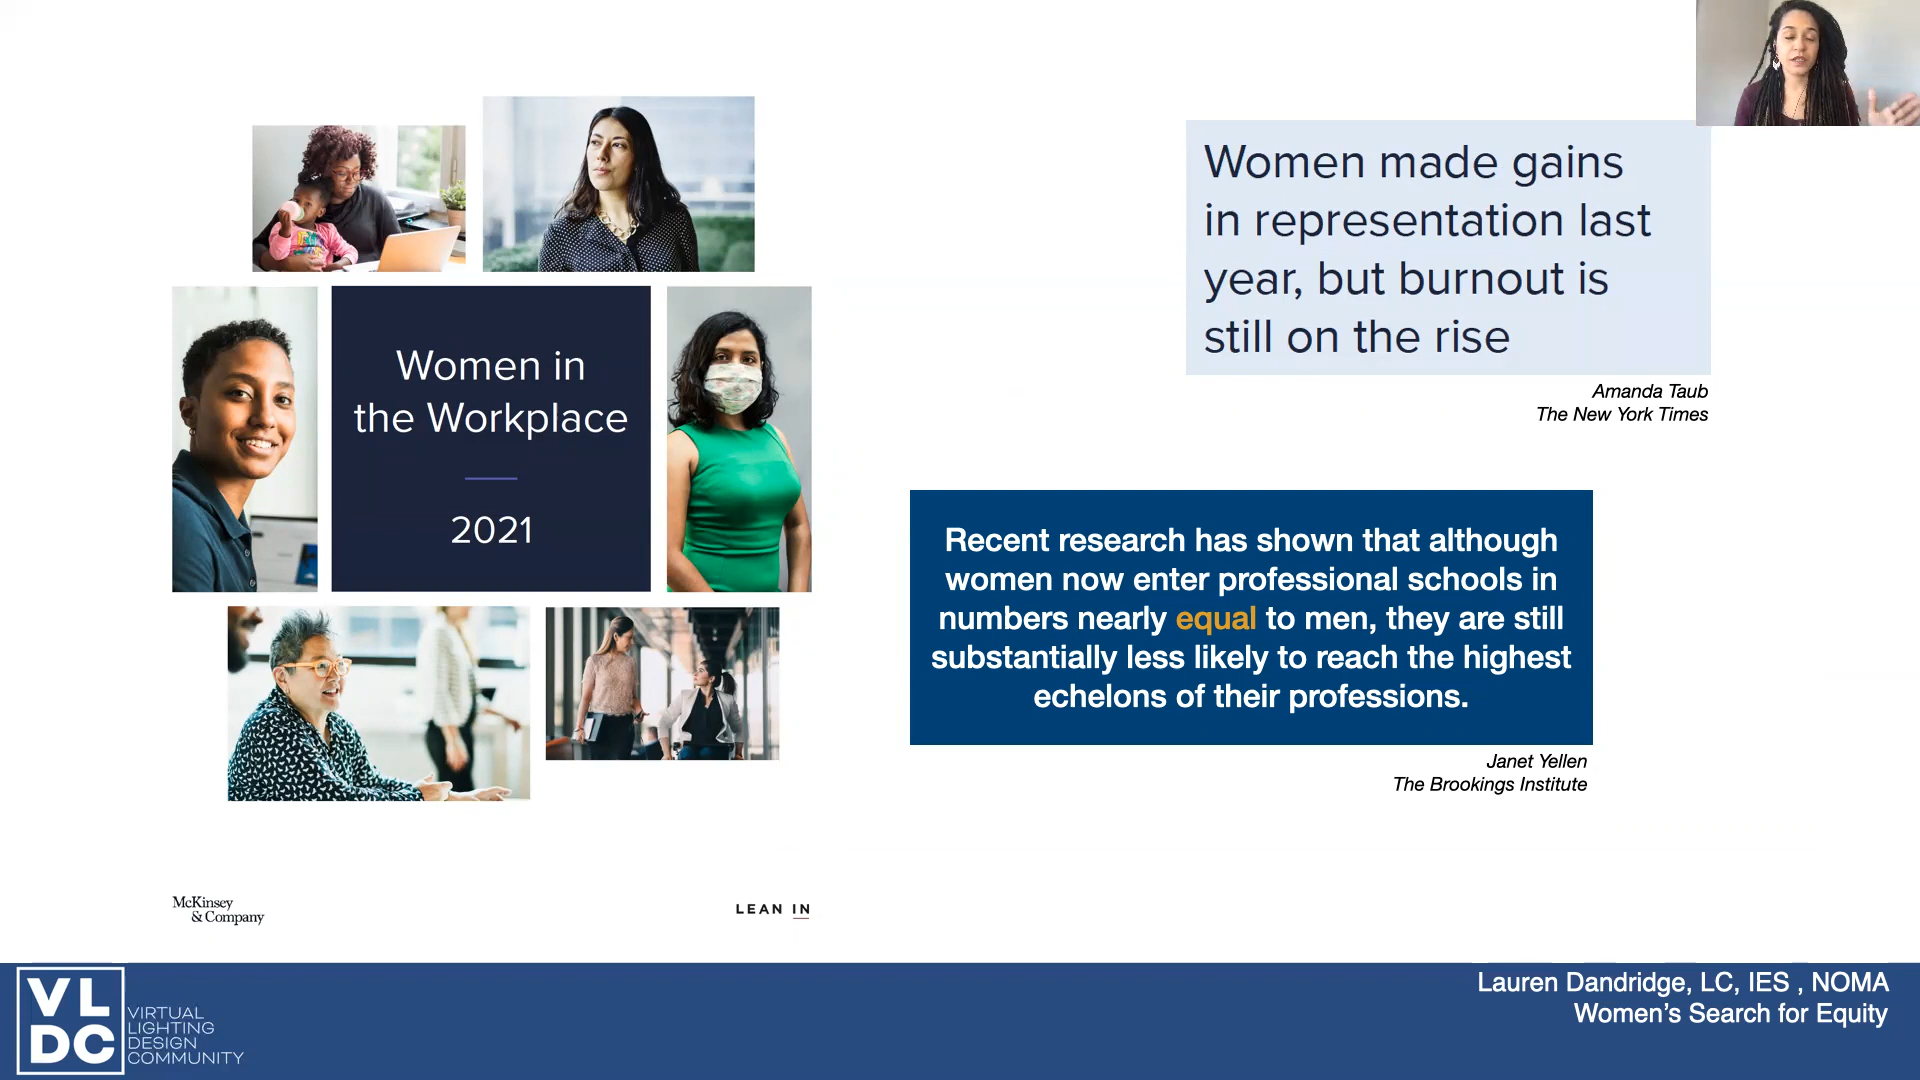 Women in
the Workplace
2021
McKinsey
& Company
LEAN IN
Women made gains
in representation last
year, but burnout is
still on the rise
Amanda Taub
The New York Times
Recent research has shown that although
women now enter professional schools in
numbers nearly equal to men, they are still
substantially less likely to reach the highest
echelons of their professions.
Janet Yellen
The Brookings Institute
VL
DC
VIRTUAL
LIGHTING
DESIGN
COMMUNITY
Lauren Dandridge, LC, IES , NOMA
Women's Search for Equity